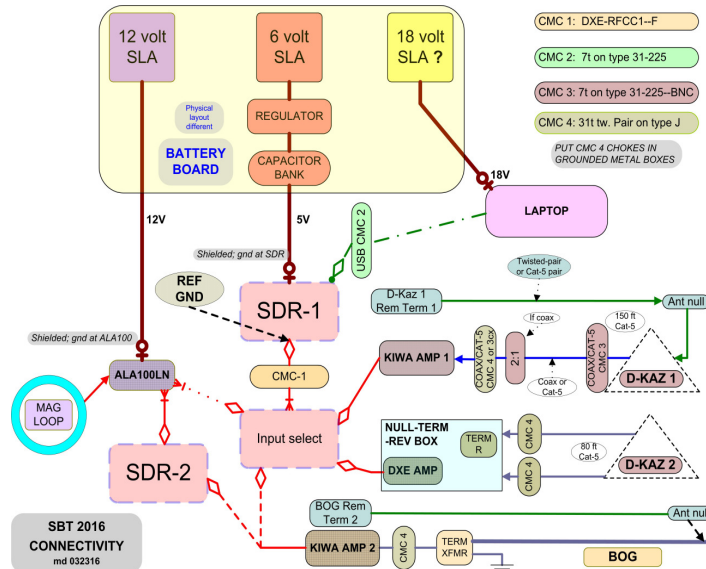 12 volt
SLA
6 volt
SLA
18 volt
SLA ?
CMC 1: DXE-RFCC1--F
CMC 2: 7t on type 31-225
CMC 3: 7t on type 31-225--BNC
CMC 4: 31t tw. Pair on type J
PUT CMC 4 CHOKES IN
GROUNDED METAL BOXES
Physical
layout
different
BATTERY
BOARD
REGULATOR
CAPACITOR
BANK
12V
5V
18V
LAPTOP
USB CMC 2
Shielded; gnd at SDR
REF
GND
SDR-1
Twisted-pair
or Cat-5 pair
D-Kaz 1
Rem Term 1
Ant null
Shielded; gnd at ALA100
ALA100LN
CMC-1
KIWA AMP 1
COAX/CAT-5
CMC 4 or 3cx
2:1
If coax
Coax or
Cat-5
COAX/CAT-5
CMC 3
150 ft
Cat-5
D-KAZ 1
MAG
LOOP
Input select
NULL-TERM
-REV BOX
TERM
R
DXE AMP
CMC 4
CMC 4
80 ft
Cat-5
D-KAZ 2
SDR-2
BOG Rem
Term 2
Ant null
SBT 2016
CONNECTIVITY
md 032316
KIWA AMP 2
CMC 4
TERM
XFMR
BOG